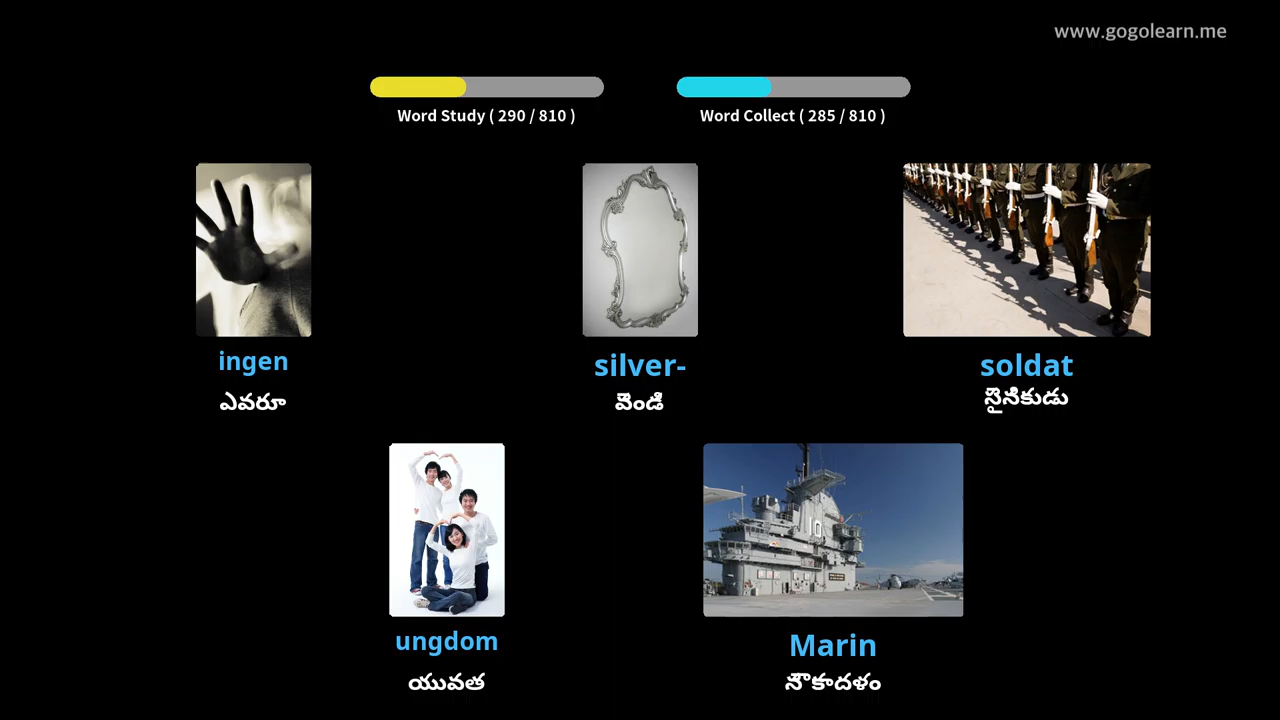 www.gogolearn.me
Word Study ( 290 / 810 )
Word Collect ( 285 / 810 )
ingen
ఎవరూ
silver-
వెండి
soldat
సైనికుడు
ungdom
యువత
Marin
నౌకాదళం
10